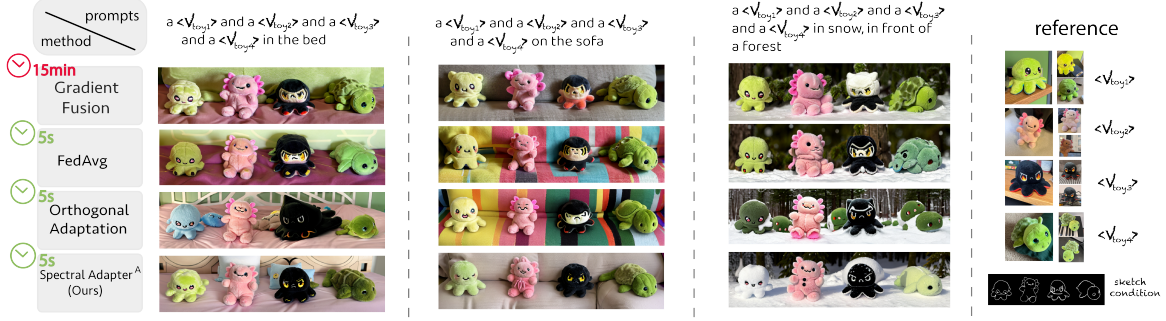 prompts
method
a <V_toy1> and a <V_toy2> and a <V_toy3>
and a <V_toy4> in the bed
a <V_toy1> and a <V_toy2> and a <V_toy3>
and a <V_toy4> on the sofa
a <V_toy1> and a <V_toy2> and a <V_toy3>
and a <V_toy4> in snow, in front of
a forest
reference
15min
Gradient
Fusion
5s
FedAvg
5s
Orthogonal
Adaptation
5s
Spectral Adapter^A
(Ours)
<V_toy1>
<V_toy2>
<V_toy3>
<V_toy4>
sketch
condition